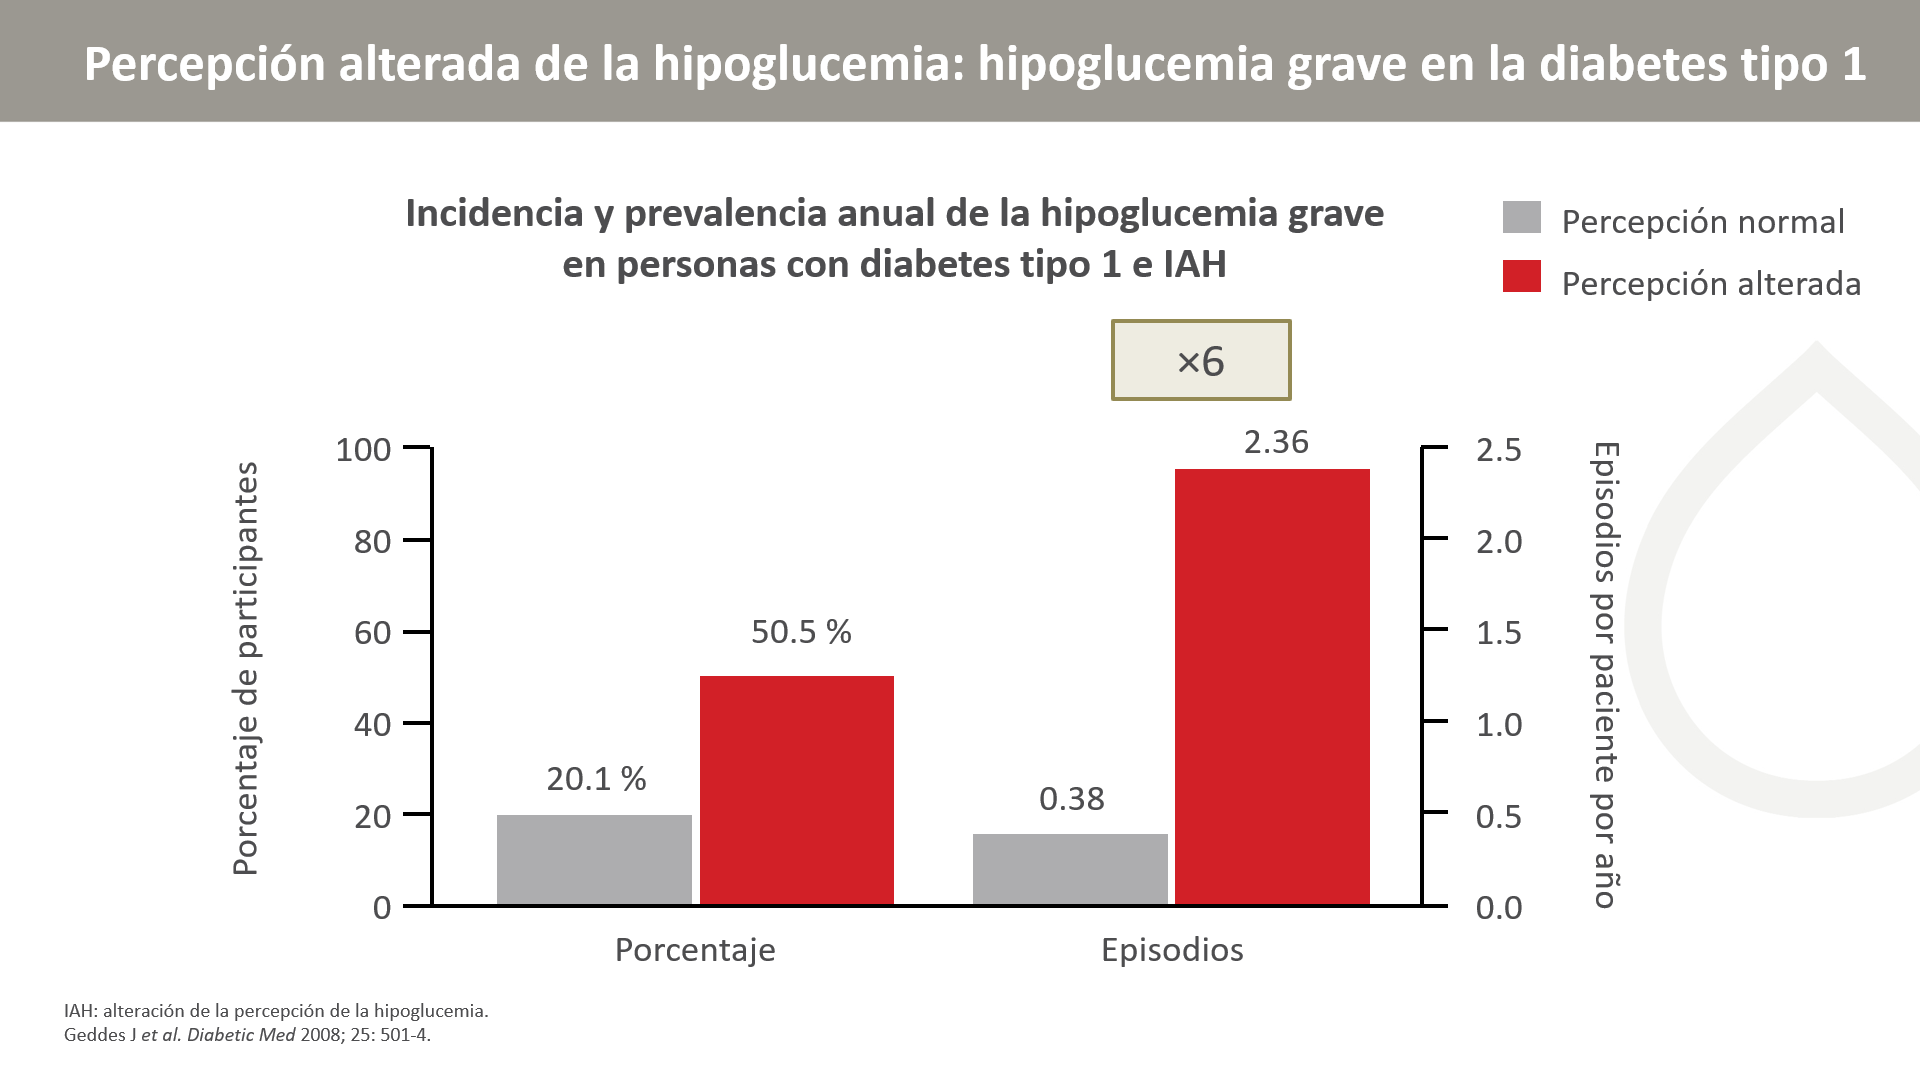 Percepción alterada de la hipoglucemia: hipoglucemia grave en la diabetes tipo 1
Incidencia y prevalencia anual de la hipoglucemia grave
en personas con diabetes tipo 1 e IAH
Percepción normal
Percepción alterada
×6
Porcentaje de participantes
100
80
60
40
20
0
20.1 %
50.5 %
0.38
2.36
2.5
2.0
1.5
1.0
0.5
0.0
Episodios por paciente por año
Porcentaje
Episodios
IAH: alteración de la percepción de la hipoglucemia.
Geddes J et al. Diabetic Med 2008; 25: 501-4.